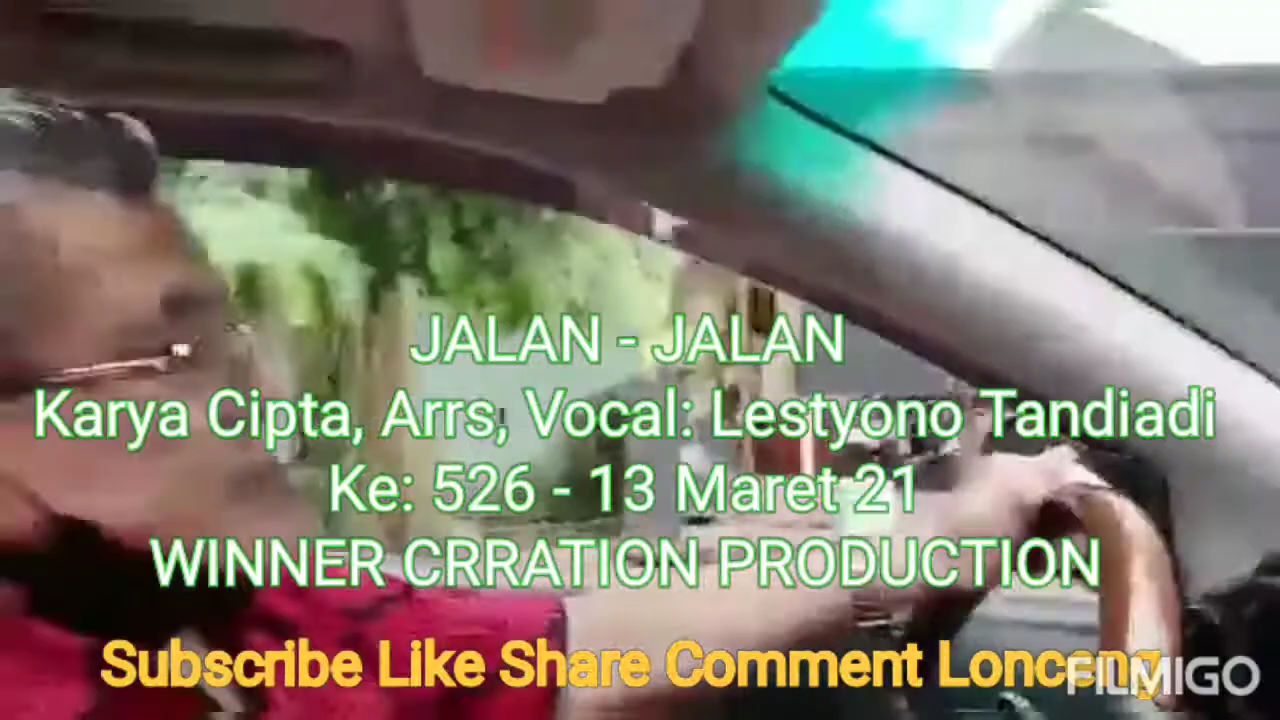 JALAN - JALAN
Karya Cipta, Arrs, Vocal: Lestyono Tandiadi
Ke: 526 - 13 Maret 21
WINNER CRRATION PRODUCTION
Subscribe Like Share Comment Lonceng
FILMIGO